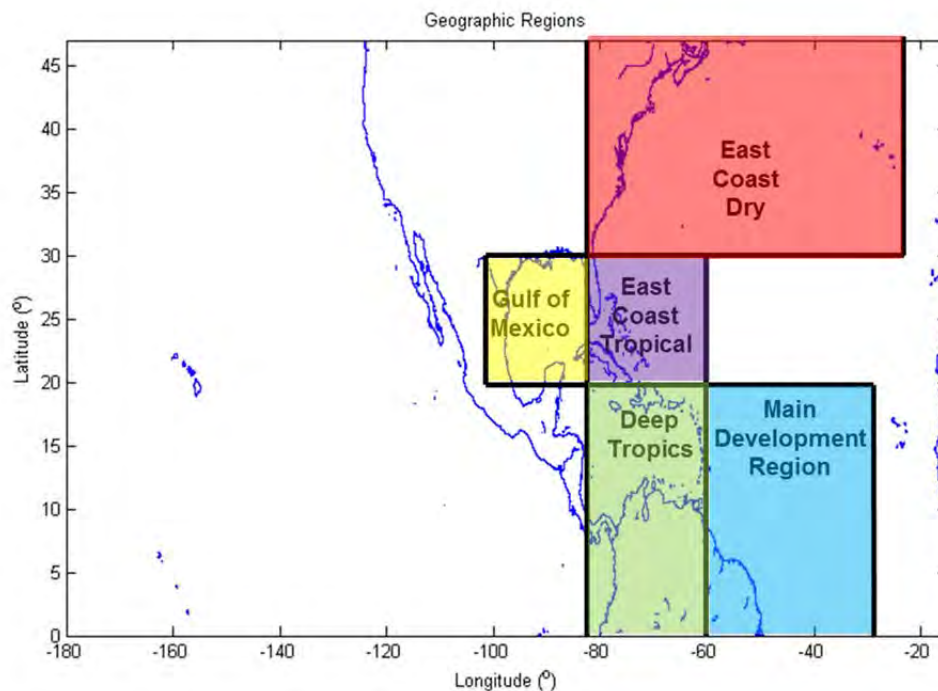 Geographic Regions
45
40
35
30
25
20
15
10
5
0
Latitude (º)
East
Coast
Dry
Gulf of
Mexico
East
Coast
Tropical
Deep
Tropics
Main
Development
Region
-180
-160
-140
-120
-100
-80
-60
-40
-20
Longitude (º)